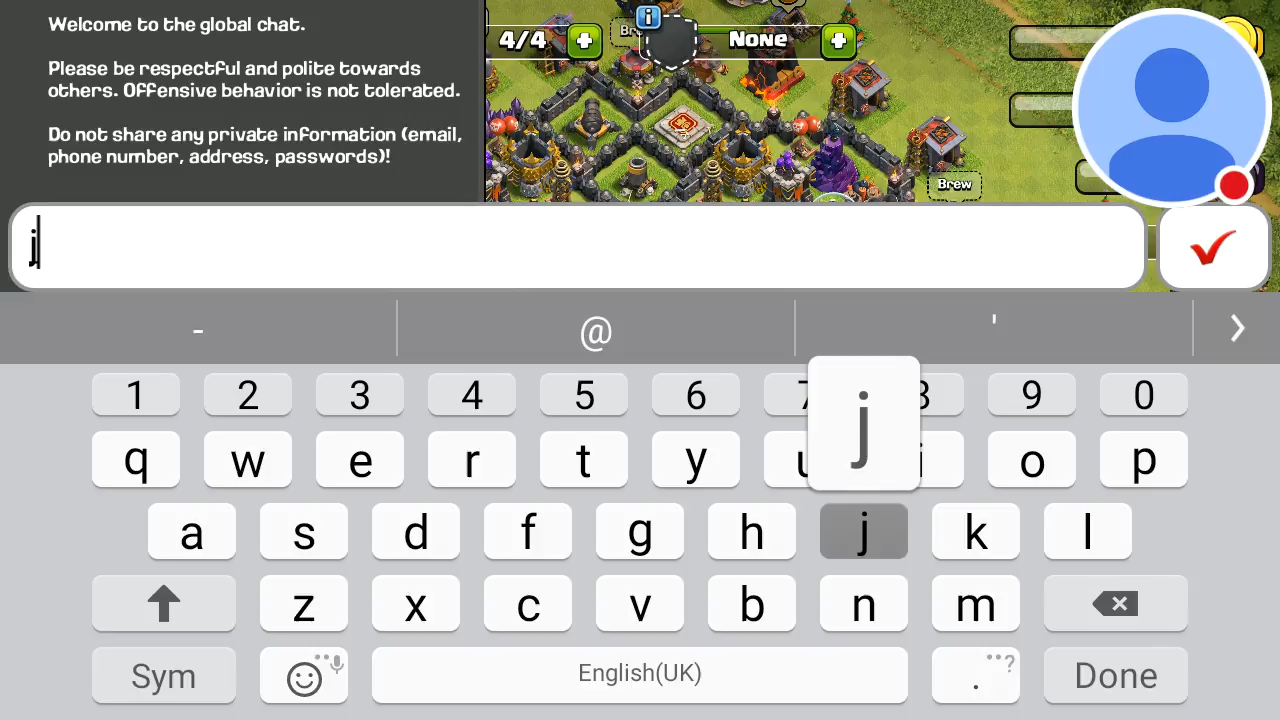 Welcome to the global chat.
Please be respectful and polite towards
others. Offensive behavior is not tolerated.
Do not share any private information (email,
phone number, address, passwords)!
i
4/4 + None +
Brew
j
- @ '
1 2 3 4 5 6 7 8 9 0
j
q w e r t y u i o p
a s d f g h j k l
z x c v b n m
Sym English(UK) . ? Done